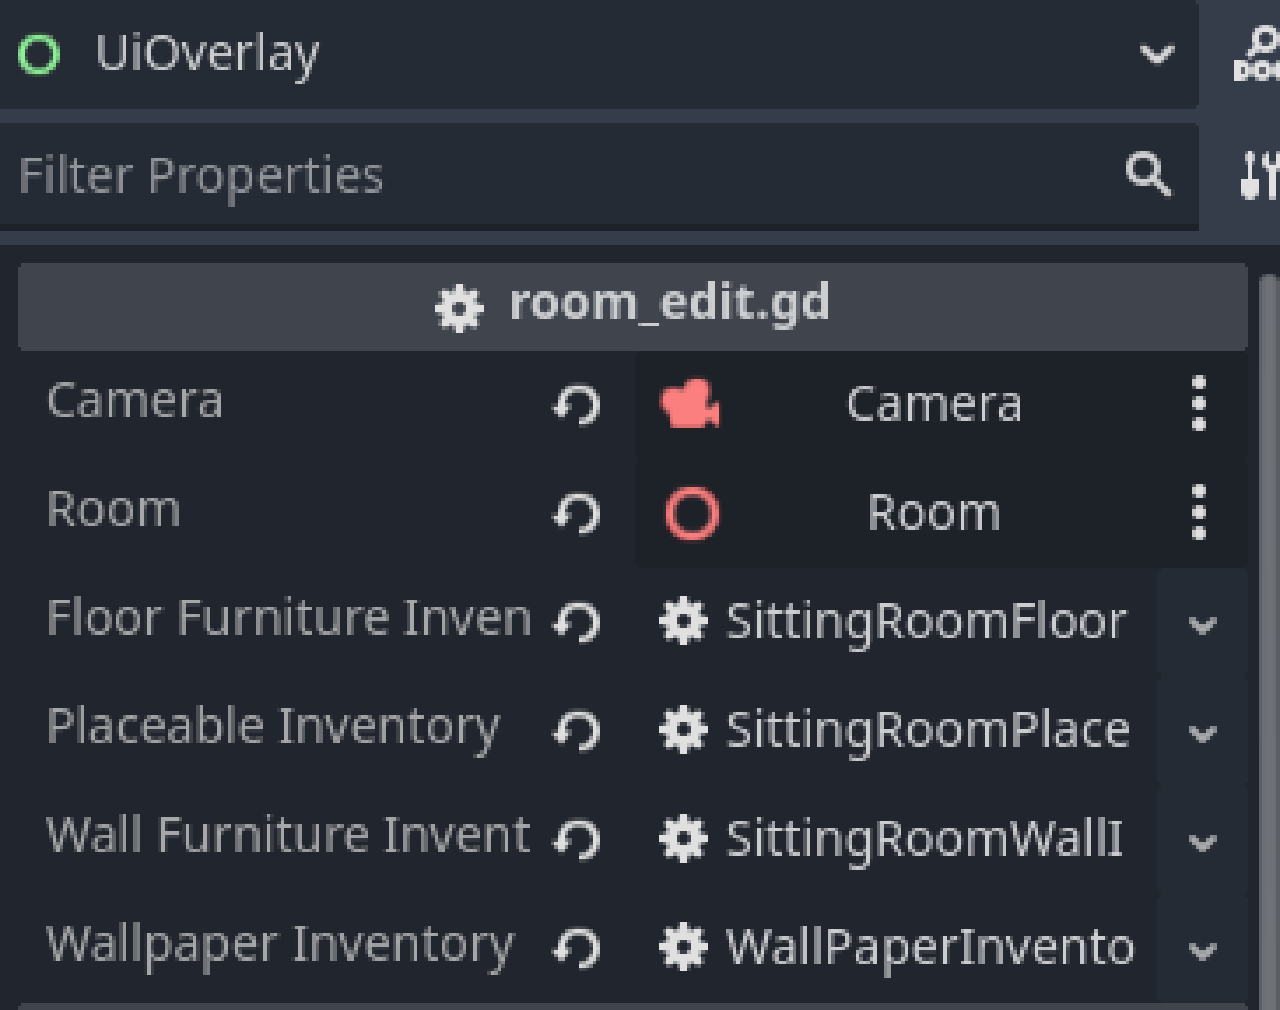 UiOverlay
DOC
Filter Properties
room_edit.gd
Camera Camera
Room Room
Floor Furniture Inven SittingRoomFloor
Placeable Inventory SittingRoomPlace
Wall Furniture Invent SittingRoomWallI
Wallpaper Inventory WallPaperInvento